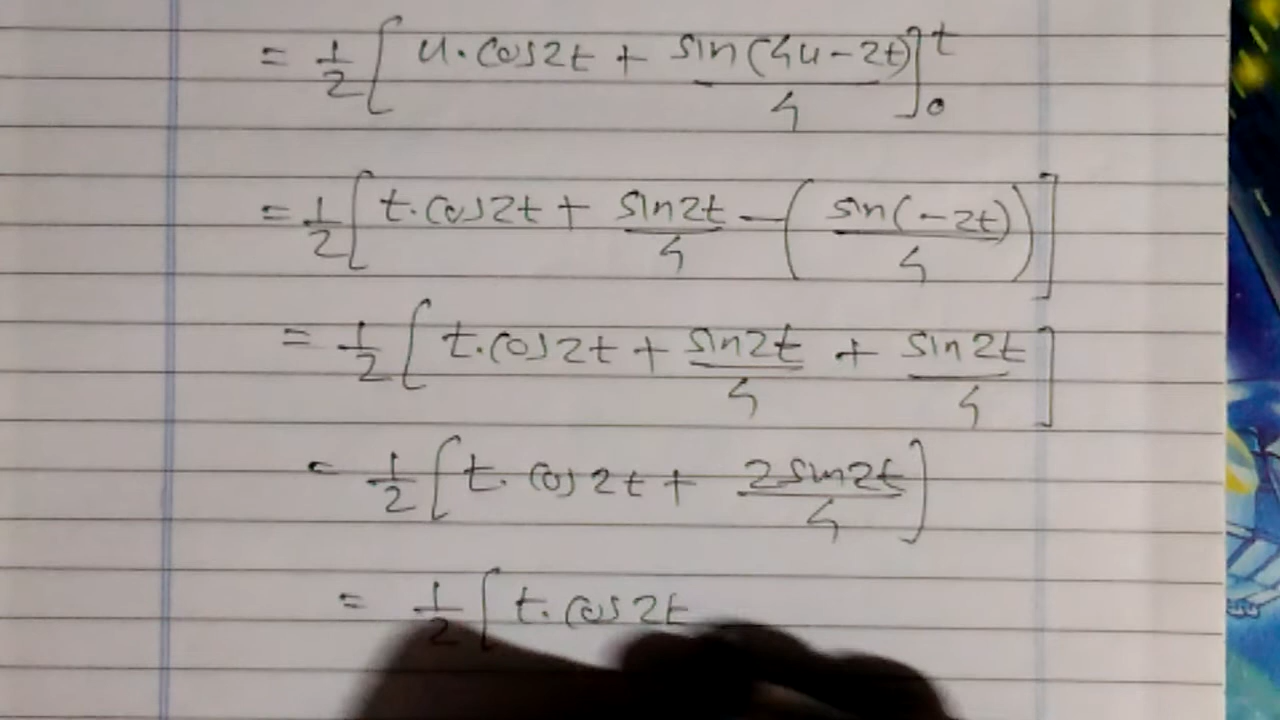 = 1/2 [ u.cos2t + sin(4u-2t)/4 ]₀ᵗ
= 1/2 [ t.cos2t + sin2t/4 - ( sin(-2t)/4 ) ]
= 1/2 [ t.cos2t + sin2t/4 + sin2t/4 ]
= 1/2 [ t. cos2t + 2sin2t/4 ]
= 1/2 [ t. cos2t